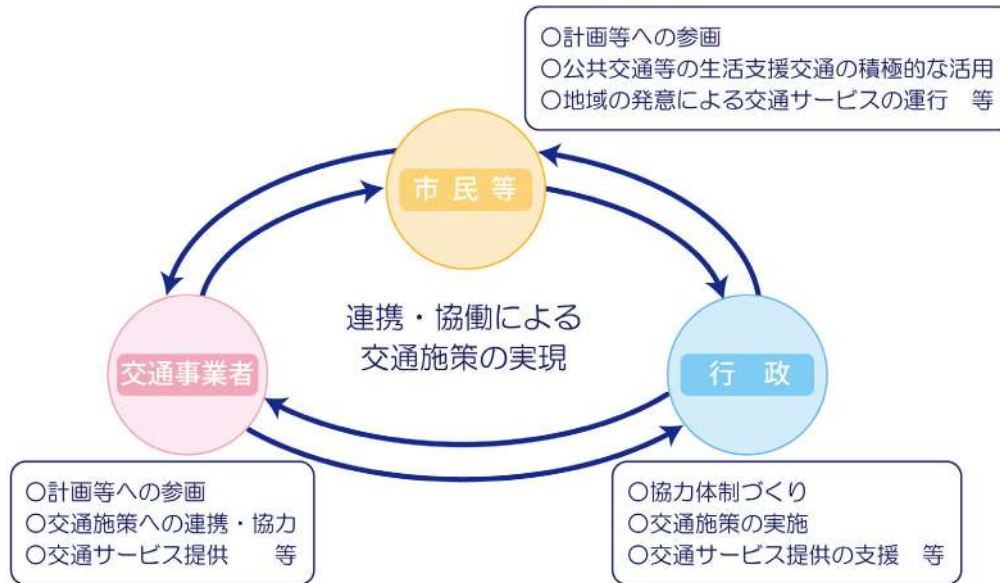 ○計画等への参画
○公共交通等の生活支援交通の積極的な活用
○地域の発意による交通サービスの運行　等
市民等
連携・協働による
交通施策の実現
交通事業者
行　政
○計画等への参画
○交通施策への連携・協力
○交通サービス提供　　等
○協力体制づくり
○交通施策の実施
○交通サービス提供の支援　等